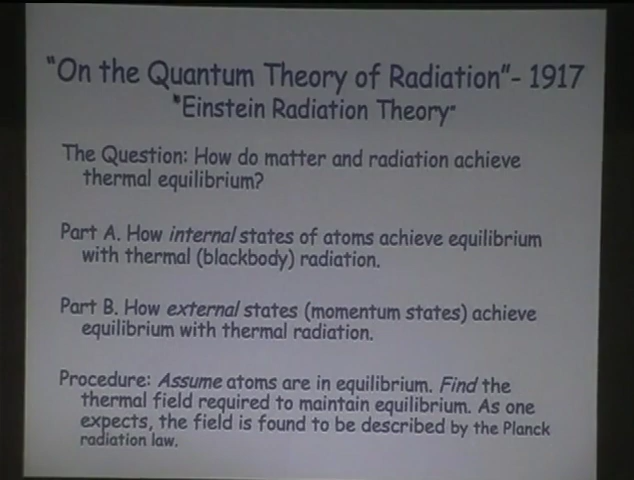 "On the Quantum Theory of Radiation"- 1917
"Einstein Radiation Theory"
The Question: How do matter and radiation achieve
thermal equilibrium?
Part A. How internal states of atoms achieve equilibrium
with thermal (blackbody) radiation.
Part B. How external states (momentum states) achieve
equilibrium with thermal radiation.
Procedure: Assume atoms are in equilibrium. Find the
thermal field required to maintain equilibrium. As one
expects, the field is found to be described by the Planck
radiation law.